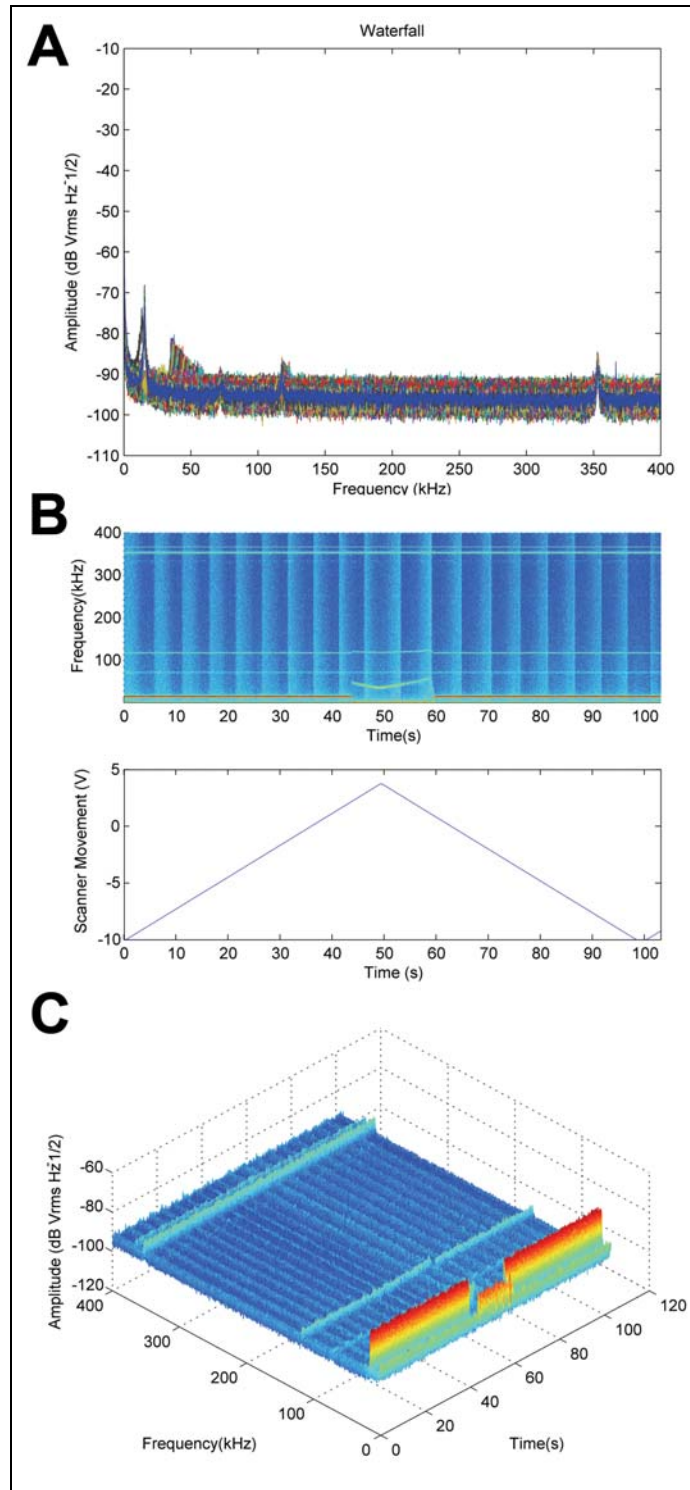 A
Waterfall
-10
-20
-30
-40
-50
-60
-70
-80
-90
-100
-110
Amplitude (dB Vrms Hz^-1/2)
0 50 100 150 200 250 300 350 400
Frequency (kHz)
B
400
300
200
100
Frequency(kHz)
0 10 20 30 40 50 60 70 80 90 100
Time(s)
5
0
-5
-10
Scanner Movement (V)
0 10 20 30 40 50 60 70 80 90 100
Time (s)
C
-60
-80
-100
-120
Amplitude (dB Vrms Hz^-1/2)
400
300
200
100
0
Frequency(kHz)
0
20
40
60
80
100
120
Time(s)